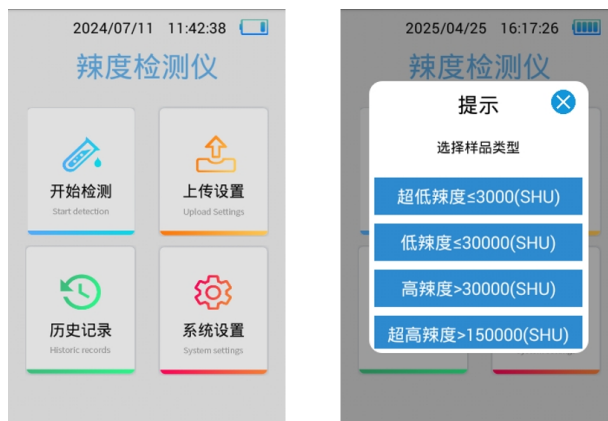 2024/07/11 11:42:38
辣度检测仪
开始检测
Start detection
上传设置
Upload Settings
历史记录
Historic records
系统设置
System settings
2025/04/25 16:17:26
辣度检测仪
提示
选择样品类型
超低辣度≤3000(SHU)
低辣度≤30000(SHU)
高辣度>30000(SHU)
超高辣度>150000(SHU)